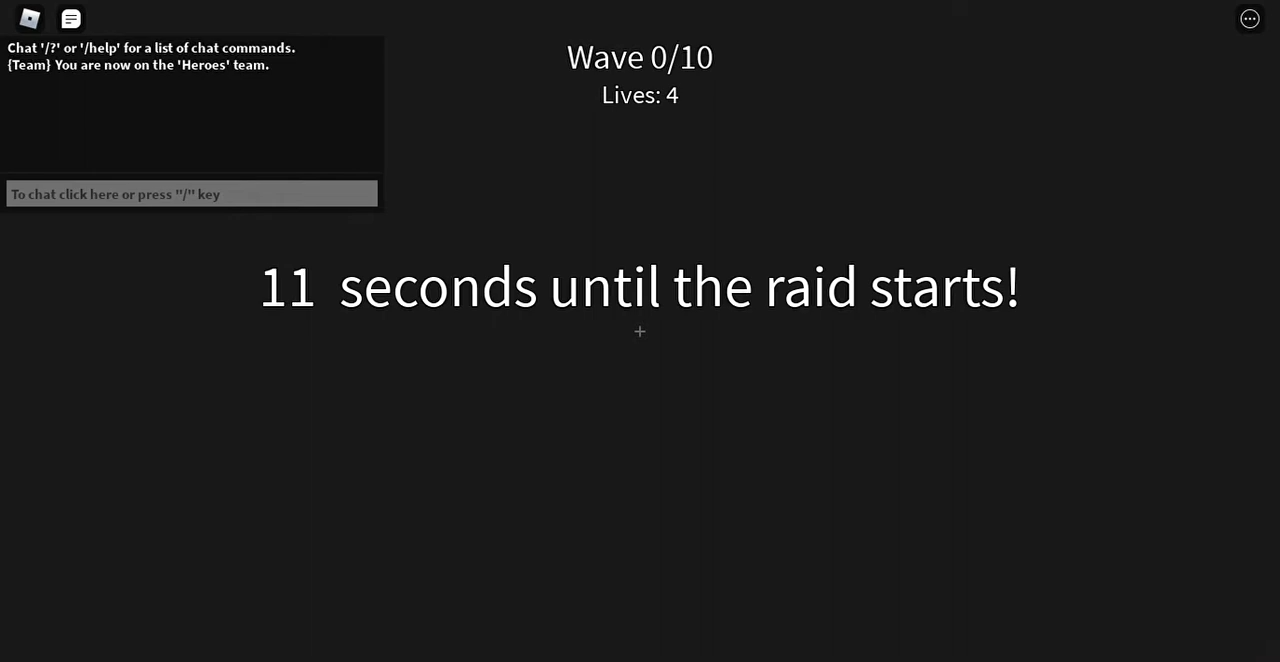 Chat '/?' or '/help' for a list of chat commands.
{Team} You are now on the 'Heroes' team.
To chat click here or press "/" key
Wave 0/10
Lives: 4
11 seconds until the raid starts!